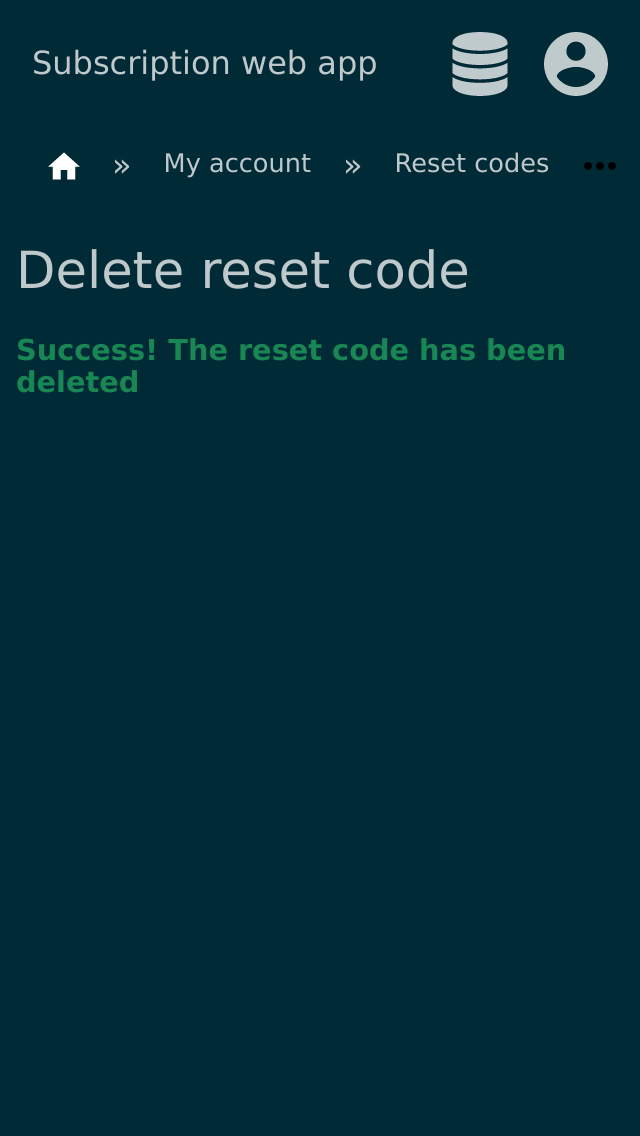 Subscription web app
» My account » Reset codes •••
Delete reset code
Success! The reset code has been
deleted